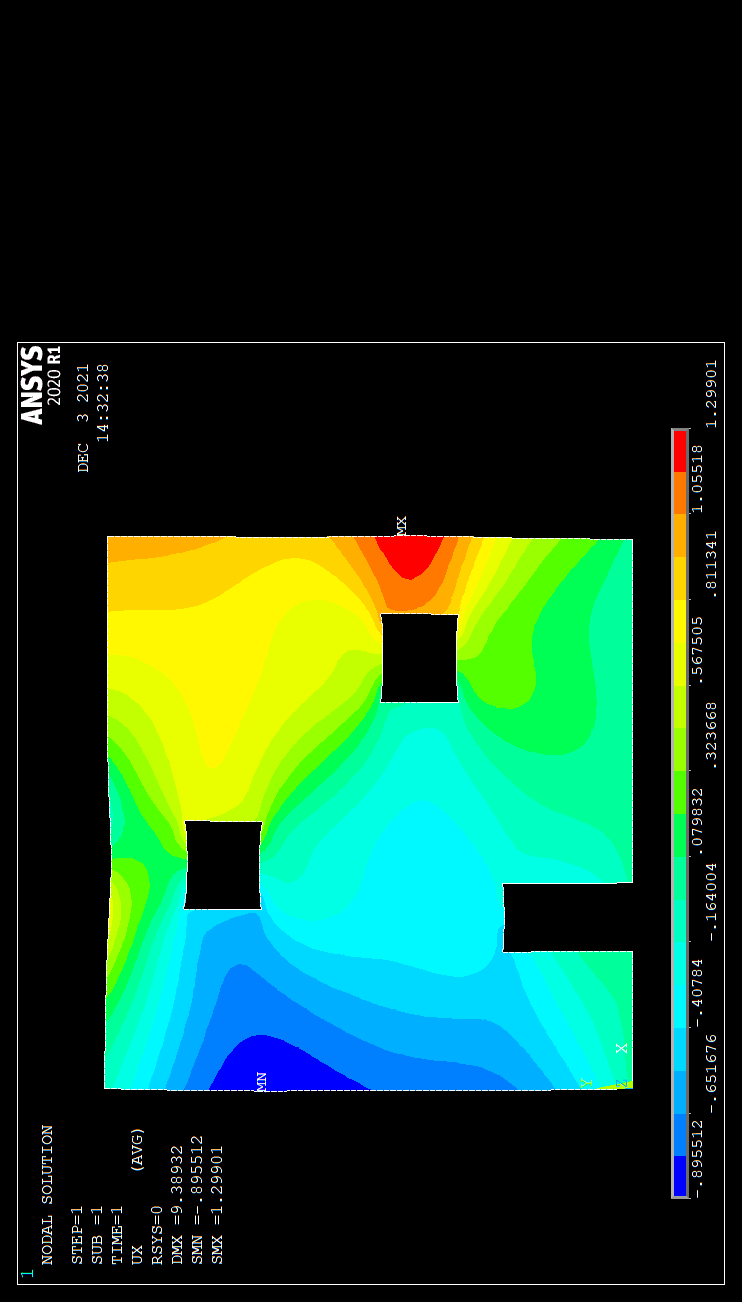 1
NODAL SOLUTION
STEP=1
SUB =1
TIME=1
UX (AVG)
RSYS=0
DMX =9.38932
SMN =-.895512
SMX =1.29901
ANSYS
2020 R1
DEC 3 2021
14:32:38
MN
MX
Y
Z
X
-.895512
-.651676
-.40784
-.164004
.079832
.323668
.567505
.811341
1.05518
1.29901